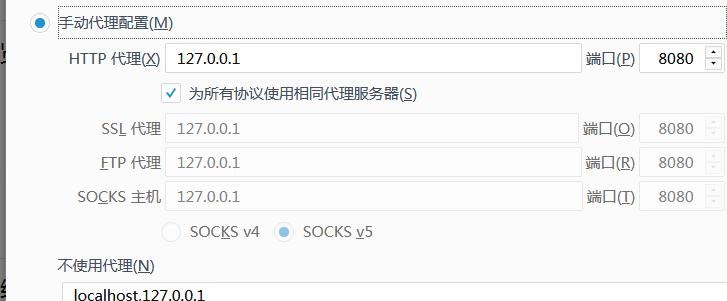 手动代理配置(M)
HTTP 代理(X) 127.0.0.1 端口(P) 8080
为所有协议使用相同代理服务器(S)
SSL 代理 127.0.0.1 端口(O) 8080
FTP 代理 127.0.0.1 端口(R) 8080
SOCKS 主机 127.0.0.1 端口(T) 8080
SOCKS v4 SOCKS v5
不使用代理(N)
localhost,127.0.0.1